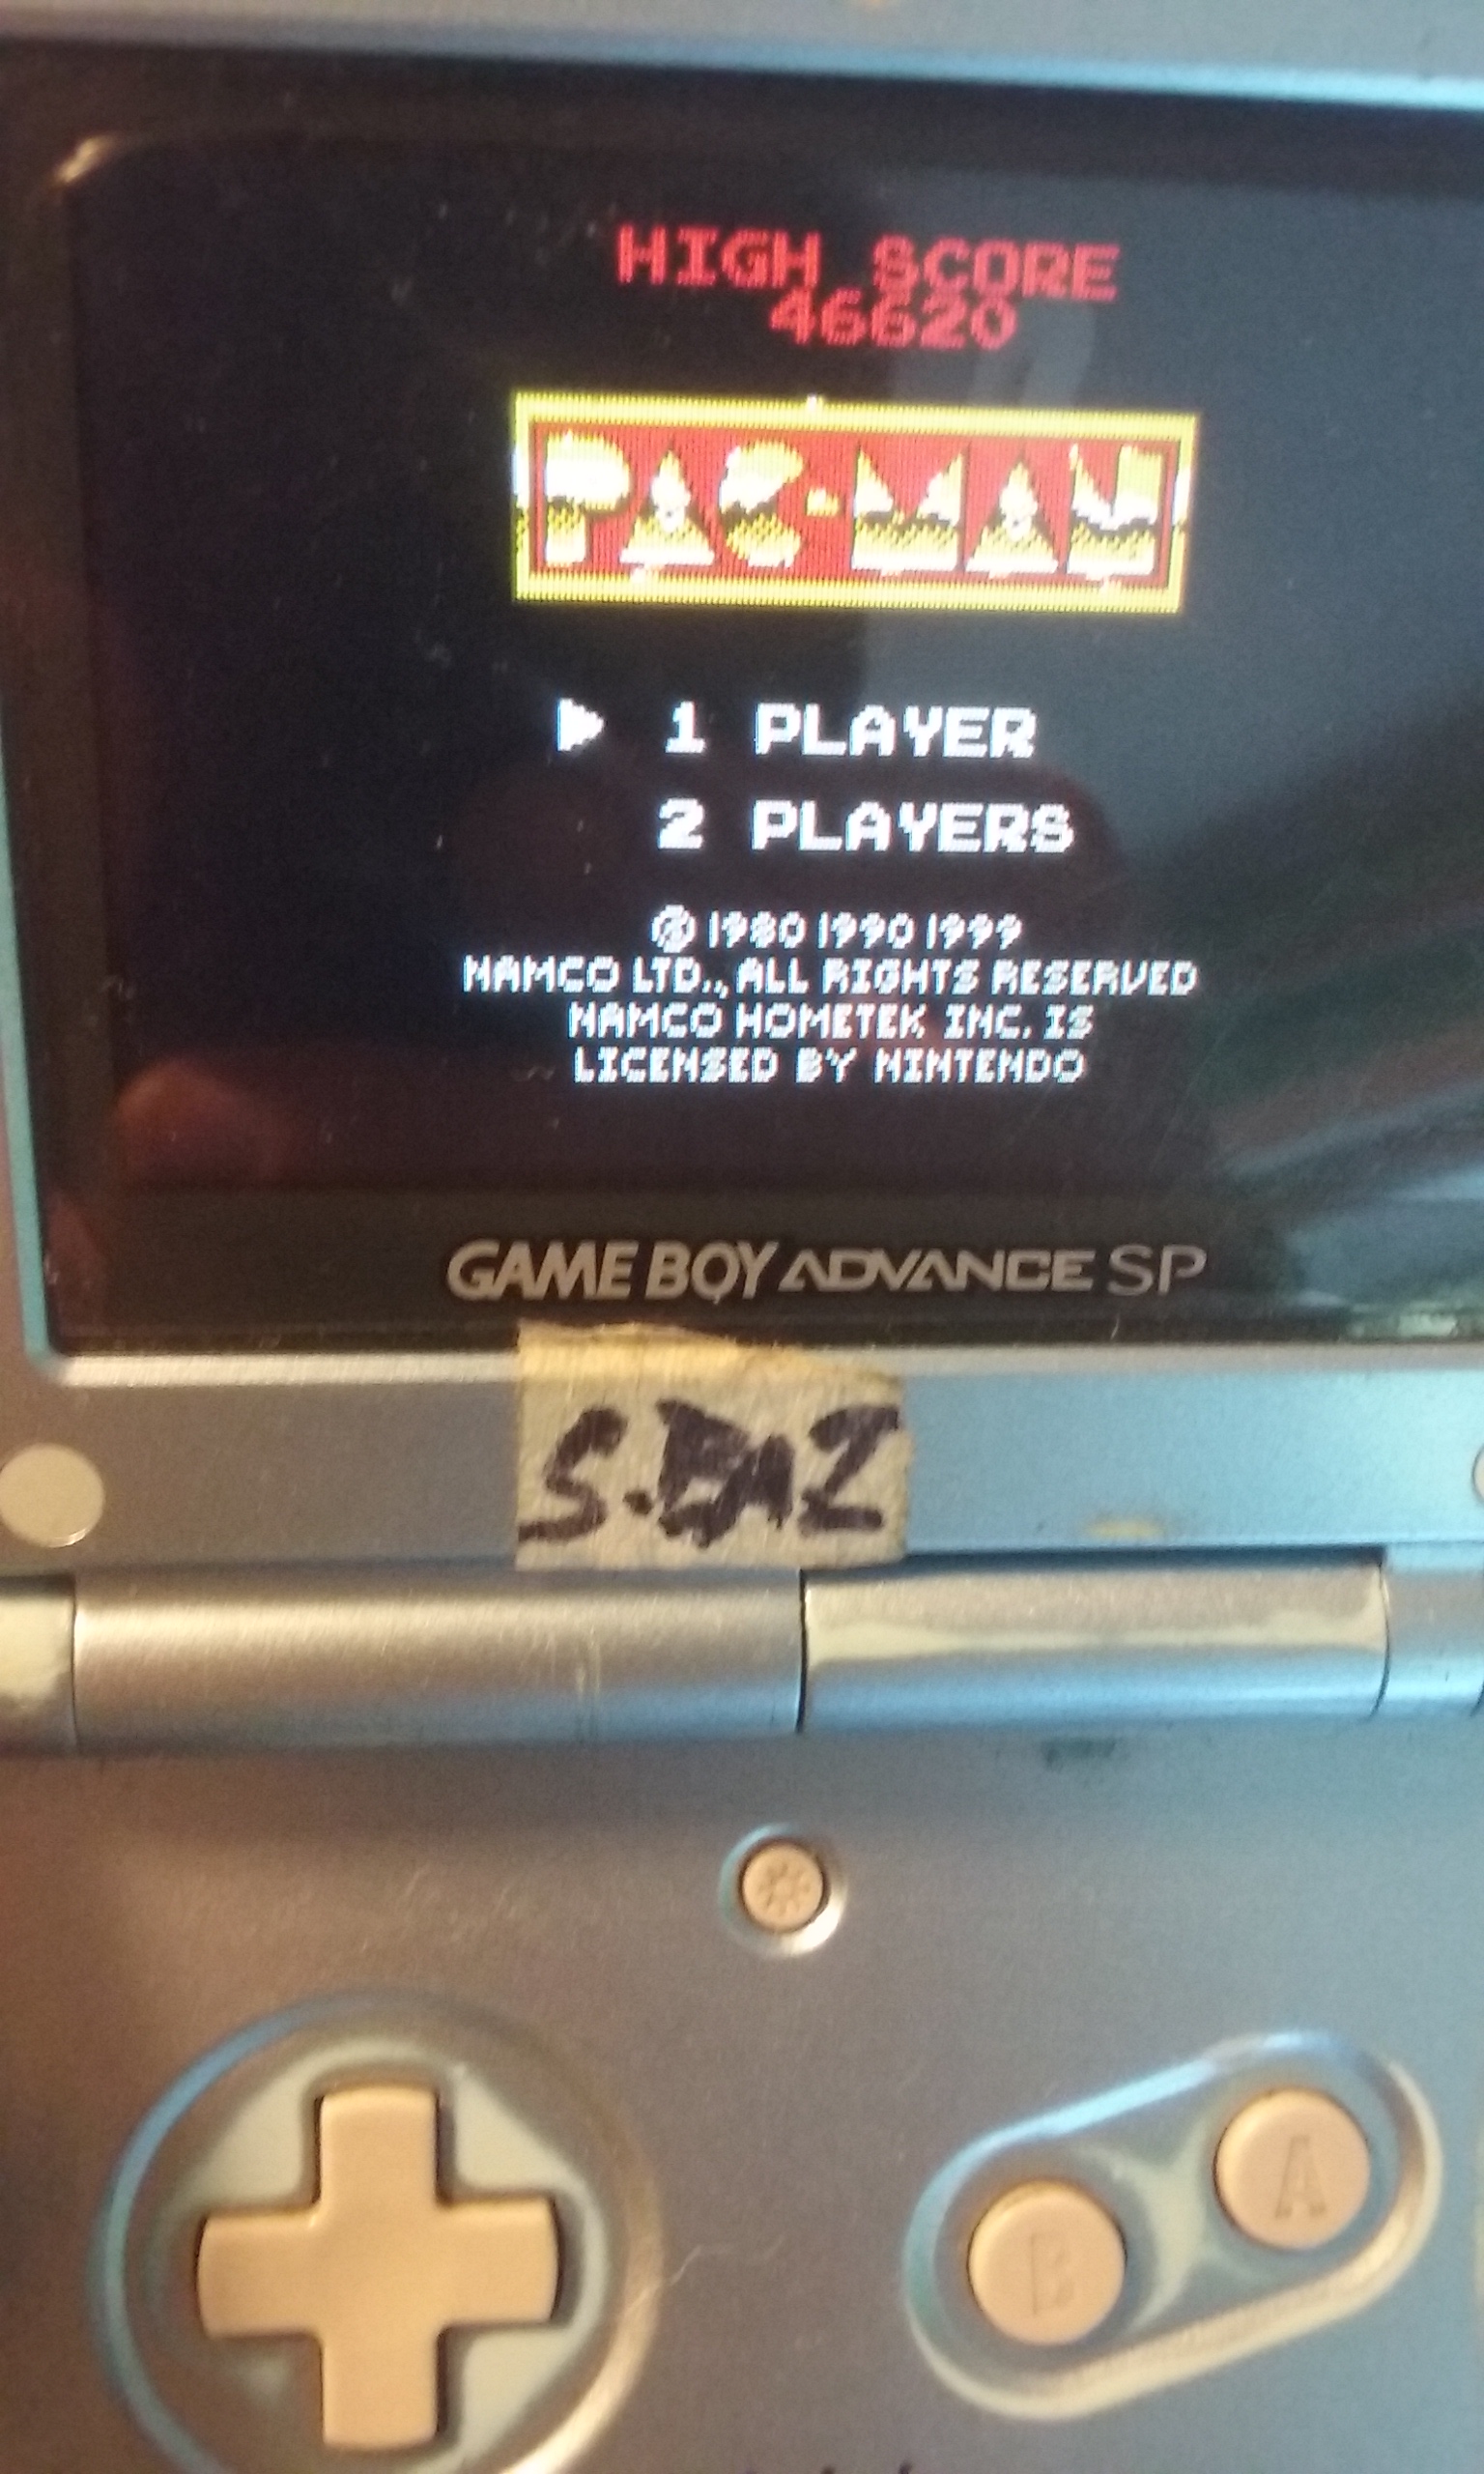 HIGH SCORE
46620
PAC-MAN
1 PLAYER
2 PLAYERS
© 1980 1990 1999
NAMCO LTD., ALL RIGHTS RESERVED
NAMCO HOMETEK INC. IS
LICENSED BY NINTENDO
GAME BOY ADVANCE SP
A
B